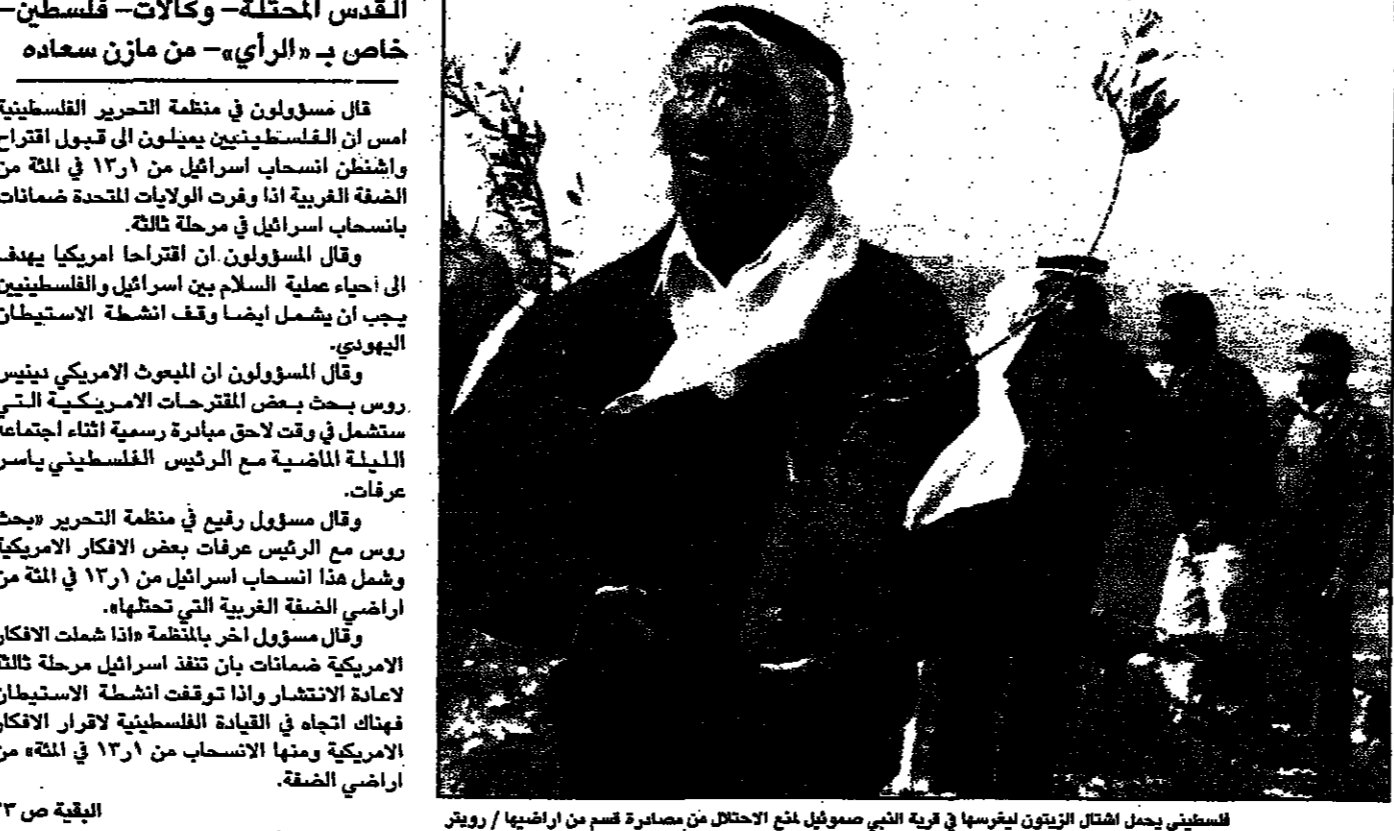 القدس المحتلة– وكالات– فلسطين–
خاص بـ «الرأي»– من مازن سعاده
قال مسؤولون في منظمة التحرير الفلسطينية
امس ان الفلسطينيين يميلون الى قبول اقتراح
واشنطن انسحاب اسرائيل من ١ر١٣ في المئة من
الضفة الغربية اذا وفرت الولايات المتحدة ضمانات
بانسحاب اسرائيل في مرحلة ثالثة.
وقال المسؤولون ان اقتراحا امريكيا يهدف
الى احياء عملية السلام بين اسرائيل والفلسطينيين
يجب ان يشمل ايضا وقف انشطة الاستيطان
اليهودي.
وقال المسؤولون ان المبعوث الامريكي دينيس
روس بحث بعض المقترحات الامريكية التي
ستشمل في وقت لاحق مبادرة رسمية اثناء اجتماعه
الليلة الماضية مع الرئيس الفلسطيني ياسر
عرفات.
وقال مسؤول رفيع في منظمة التحرير «بحث
روس مع الرئيس عرفات بعض الافكار الامريكية
وشمل هذا انسحاب اسرائيل من ١ر١٣ في المئة من
اراضي الضفة الغربية التي تحتلها».
وقال مسؤول اخر بالمنظمة «اذا شملت الافكار
الامريكية ضمانات بان تنفذ اسرائيل مرحلة ثالثة
لاعادة الانتشار واذا توقفت انشطة الاستيطان
فهناك اتجاه في القيادة الفلسطينية لاقرار الافكار
الامريكية ومنها الانسحاب من ١ر١٣ في المئة» من
اراضي الضفة.
البقية ص
فلسطيني يحمل اشتال الزيتون ليغرسها في قرية النبي صموئيل لمنع الاحتلال من مصادرة قسم من اراضيها / رويتر